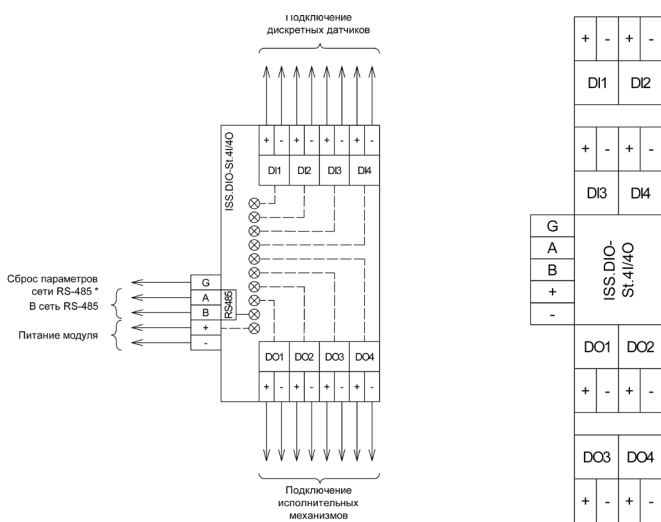 Подключение
дискретных датчиков
+ - + - + - + -
DI1 DI2 DI3 DI4
ISS.DIO-St.4I/4O
Сброс параметров
сети RS-485 *
В сеть RS-485
Питание модуля
G
A
B
+
-
RS485
DO1 DO2 DO3 DO4
+ - + - + - + -
Подключение
исполнительных
механизмов
+ - + -
DI1 DI2
+ - + -
DI3 DI4
G
A
B
+
-
ISS.DIO-
St.4I/4O
DO1 DO2
+ - + -
DO3 DO4
+ - + -